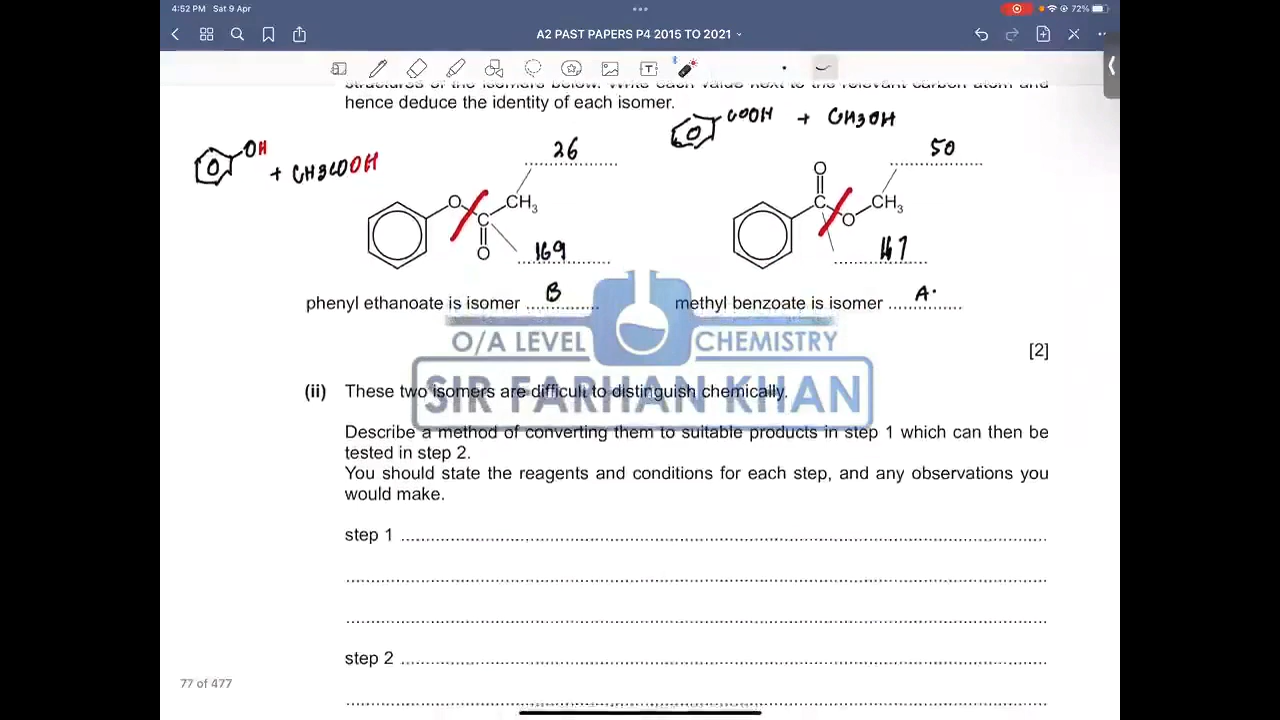 4:52 PM Sat 9 Apr
72%
A2 PAST PAPERS P4 2015 TO 2021
structures of the isomers below. Write each value next to the relevant carbon atom and
hence deduce the identity of each isomer.
OH + CH3COOH
COOH + CH3OH
26
O CH3
C
O
169
50
O
C CH3
O
167
phenyl ethanoate is isomer B
methyl benzoate is isomer A.
[2]
O/A LEVEL CHEMISTRY
SIR FARHAN KHAN
(ii) These two isomers are difficult to distinguish chemically.
Describe a method of converting them to suitable products in step 1 which can then be
tested in step 2.
You should state the reagents and conditions for each step, and any observations you
would make.
step 1
step 2
77 of 477